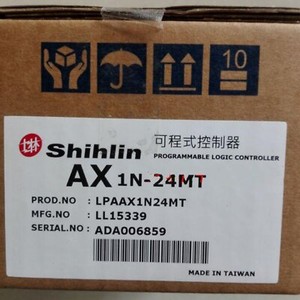 10
Shihlin 可程式控制器
PROGRAMMABLE LOGIC CONTROLLER
AX 1N-24MT
PROD.NO : LPAAX1N24MT
MFG.NO : LL15339
SERIAL.NO : ADA006859
MADE IN TAIWAN